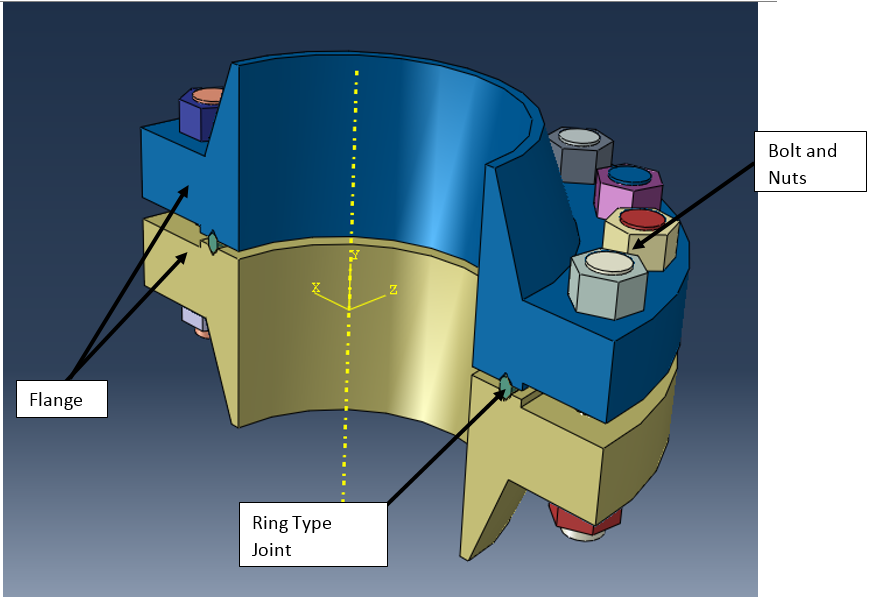 Bolt and
Nuts
Y
X
Z
Flange
Ring Type
Joint